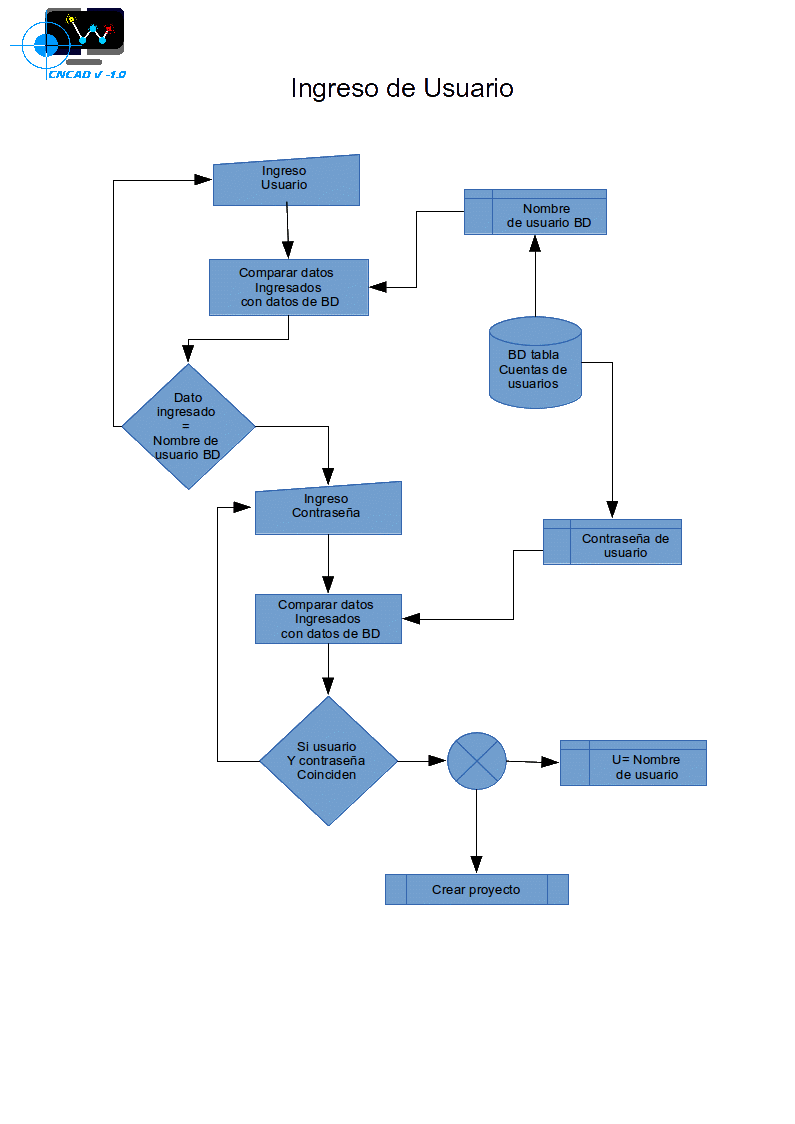 CNCAD V -1.0
Ingreso de Usuario
Ingreso
Usuario
Nombre
de usuario BD
Comparar datos
Ingresados
con datos de BD
BD tabla
Cuentas de
usuarios
Dato
ingresado
=
Nombre de
usuario BD
Ingreso
Contraseña
Contraseña de
usuario
Comparar datos
Ingresados
con datos de BD
Si usuario
Y contraseña
Coinciden
U= Nombre
de usuario
Crear proyecto